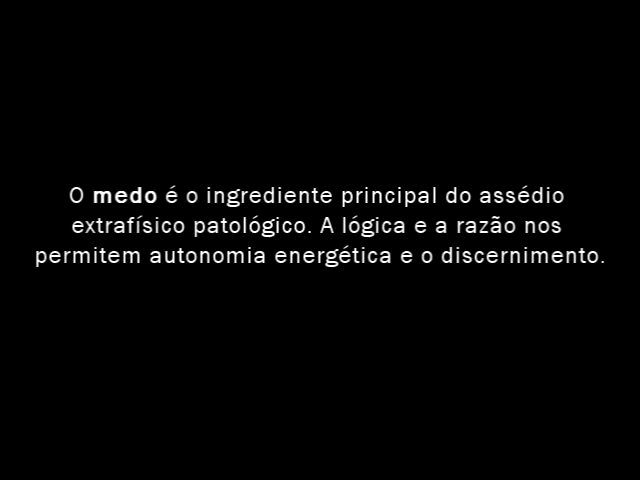 O medo é o ingrediente principal do assédio
extrafísico patológico. A lógica e a razão nos
permitem autonomia energética e o discernimento.